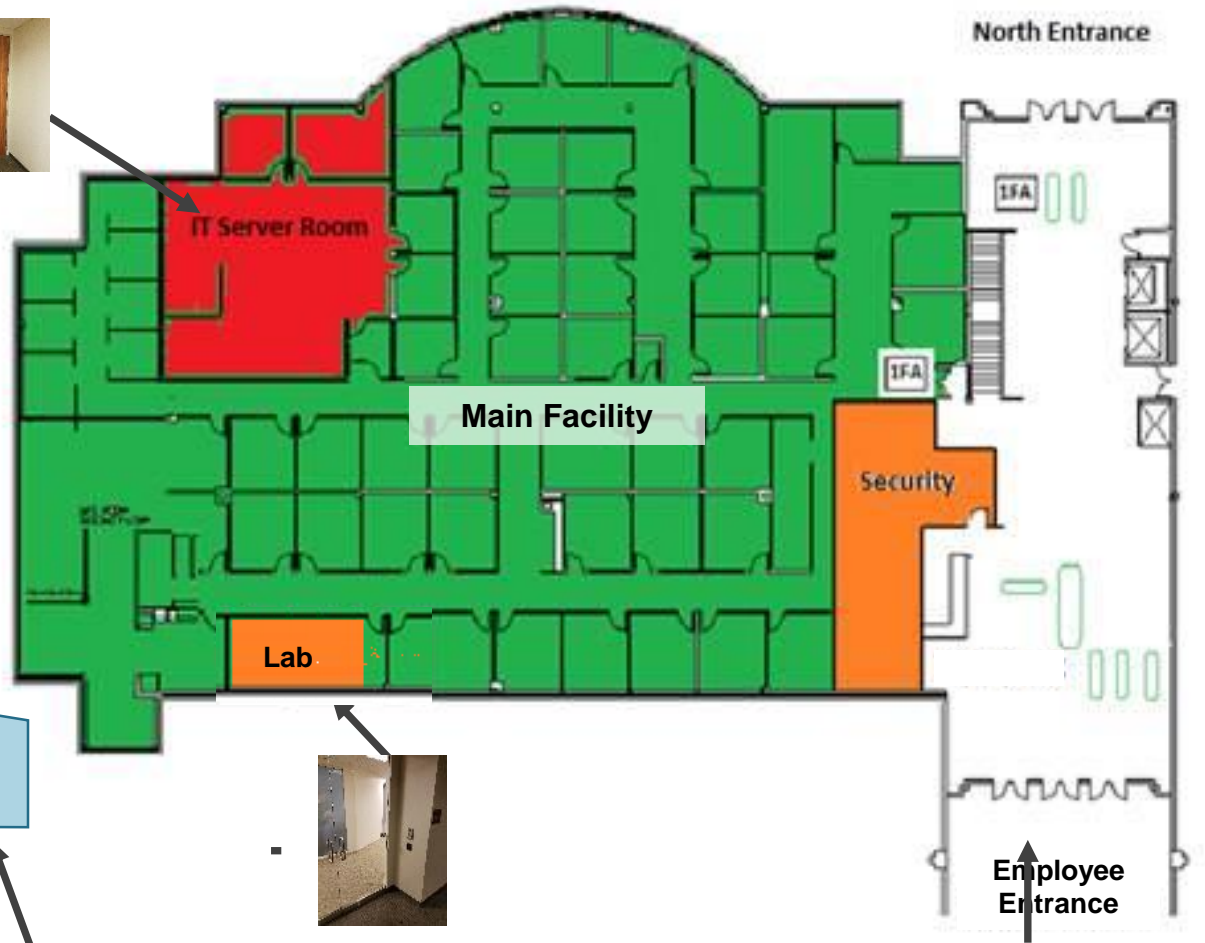 North Entrance
1FA
IT Server Room
1FA
Main Facility
Security
Lab
Employee
Entrance